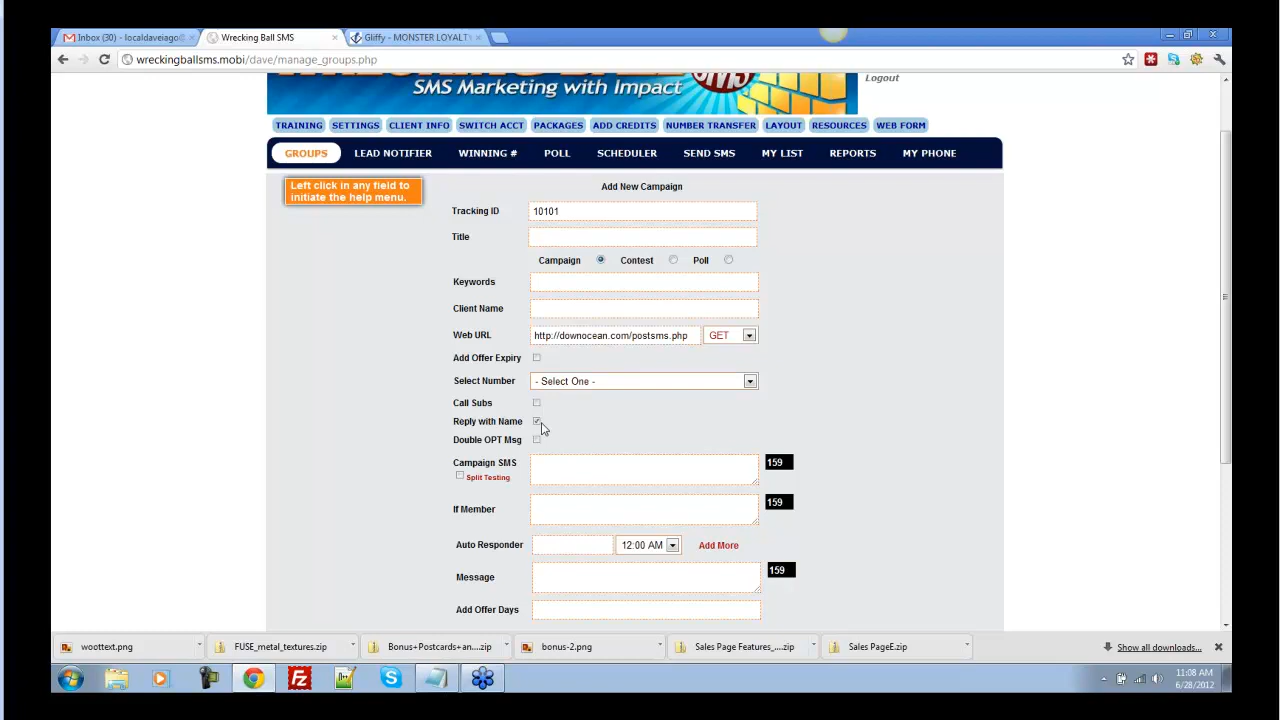 Inbox (30) - localdaveiago@
Wrecking Ball SMS
Gliffy - MONSTER LOYALT
wreckingballsms.mobi/dave/manage_groups.php
SMS
SMS Marketing with Impact
Logout
TRAINING SETTINGS CLIENT INFO SWITCH ACCT PACKAGES ADD CREDITS NUMBER TRANSFER LAYOUT RESOURCES WEB FORM
GROUPS LEAD NOTIFIER WINNING # POLL SCHEDULER SEND SMS MY LIST REPORTS MY PHONE
Left click in any field to
initiate the help menu.
Add New Campaign
Tracking ID 10101
Title
Campaign Contest Poll
Keywords
Client Name
Web URL http://downocean.com/postsms.php GET
Add Offer Expiry
Select Number - Select One -
Call Subs
Reply with Name
Double OPT Msg
Campaign SMS 159
Split Testing
If Member 159
Auto Responder 12:00 AM Add More
Message 159
Add Offer Days
woottext.png FUSE_metal_textures.zip Bonus+Postcards+an....zip bonus-2.png Sales Page Features_....zip Sales PageE.zip Show all downloads...
11:08 AM
6/28/2012